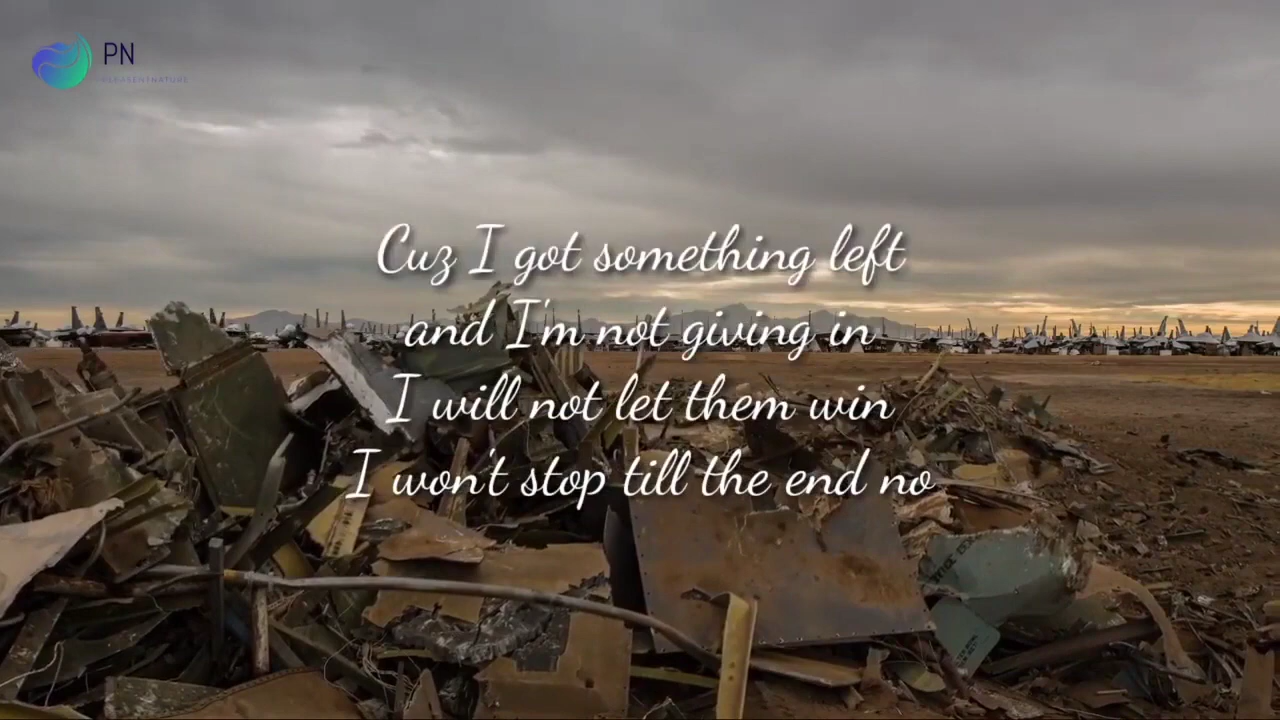 PN
Cuz I got something left
and I'm not giving in
I will not let them win
I won't stop till the end no